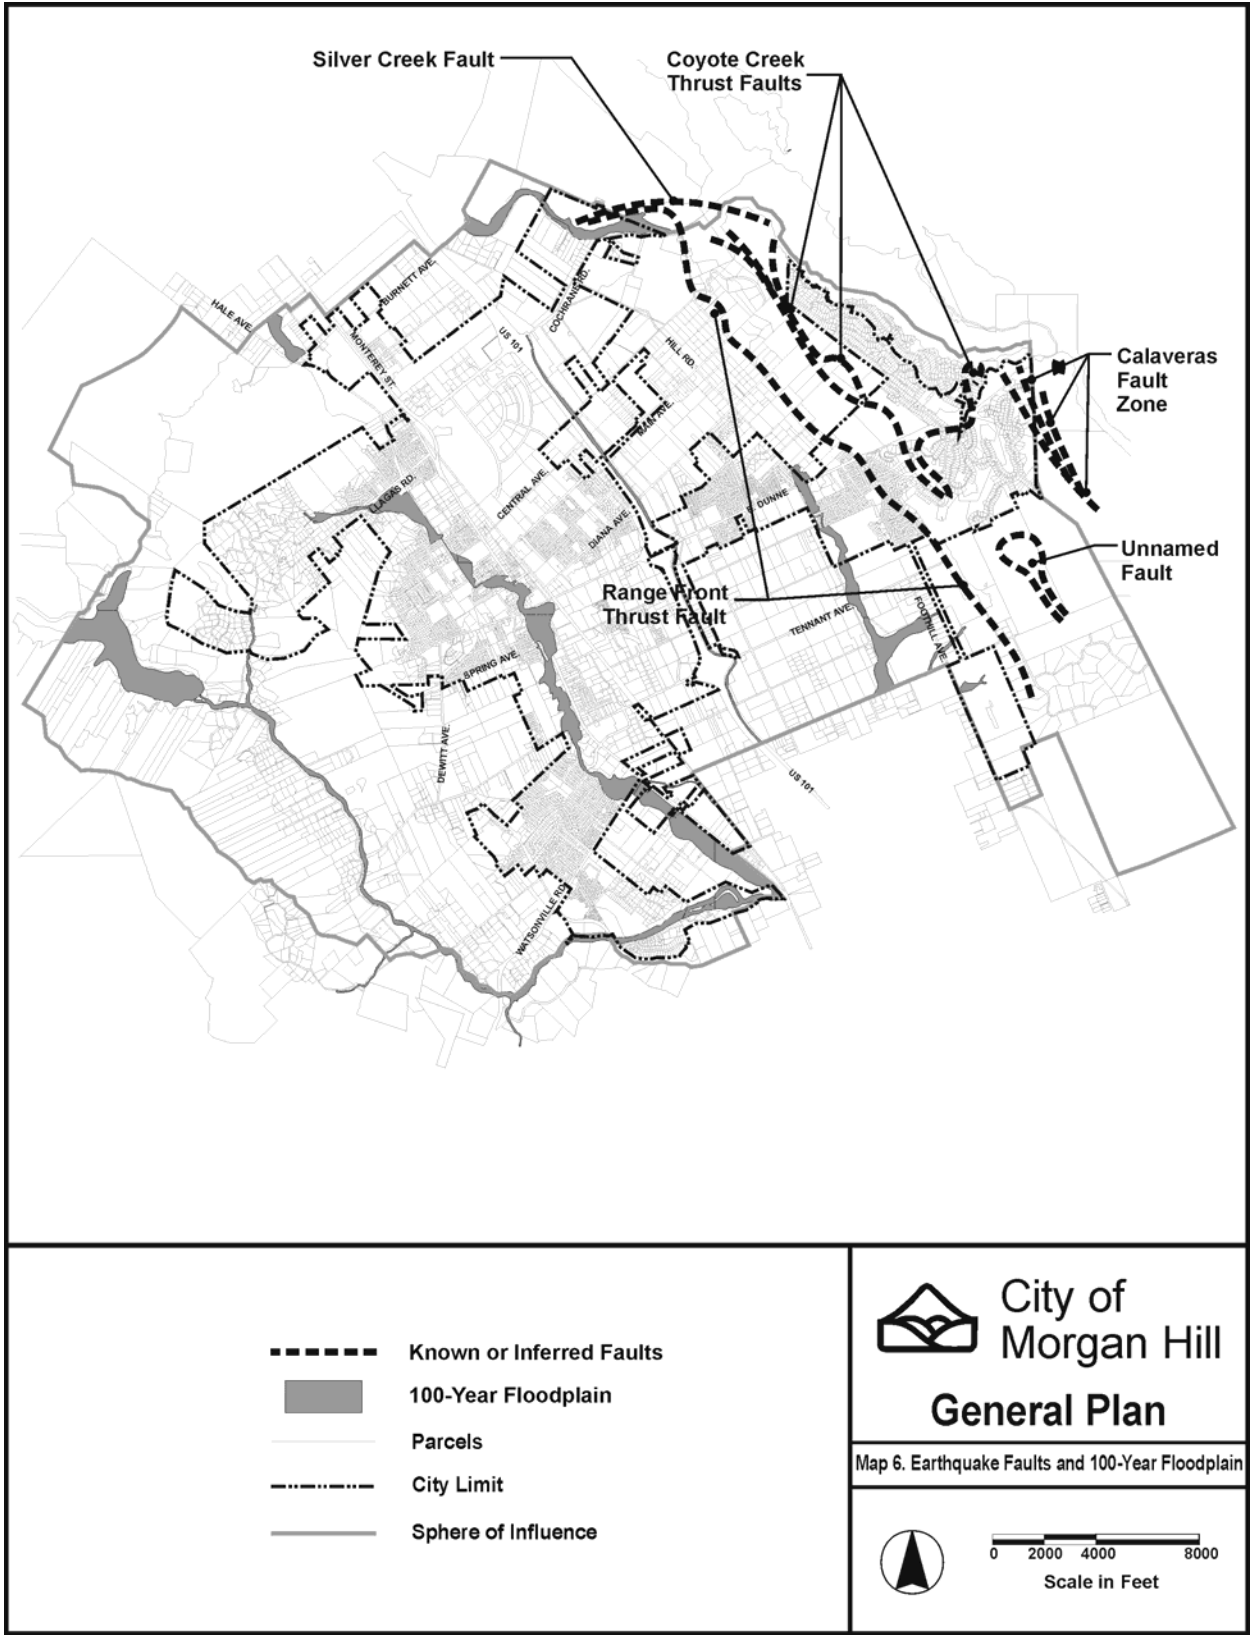 Silver Creek Fault
Coyote Creek
Thrust Faults
Calaveras
Fault
Zone
Unnamed
Fault
Range Front
Thrust Fault
HALE AVE.
BURNETT AVE.
MONTEREY ST.
COCHRANE RD.
US 101
HILL RD.
MAIN AVE.
LLAGAS RD.
CENTRAL AVE.
DIANA AVE.
DUNNE
TENNANT AVE.
FOOTHILL AVE.
SPRING AVE.
DEWITT AVE.
US 101
WATSONVILLE RD.
Known or Inferred Faults
100-Year Floodplain
Parcels
City Limit
Sphere of Influence
City of
Morgan Hill
General Plan
Map 6. Earthquake Faults and 100-Year Floodplain
0 2000 4000 8000
Scale in Feet